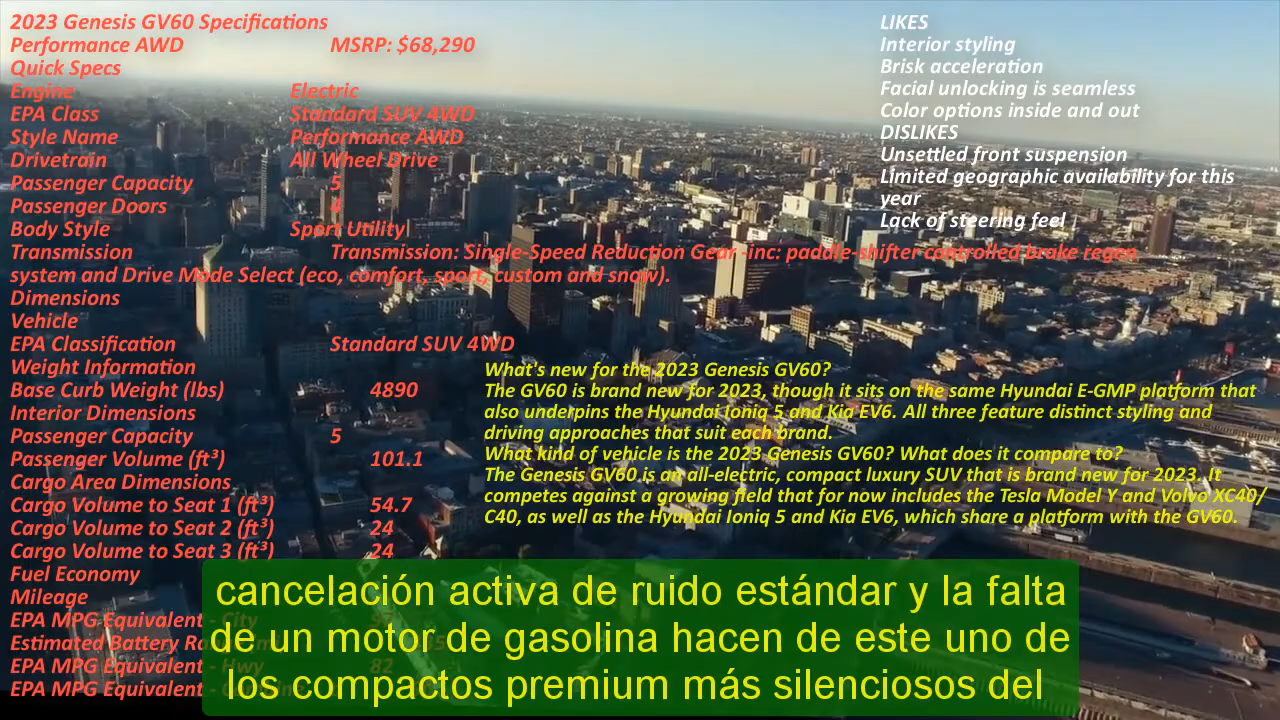 2023 Genesis GV60 Specifications
Performance AWD MSRP: $68,290
Quick Specs
Engine Electric
EPA Class Standard SUV 4WD
Style Name Performance AWD
Drivetrain All Wheel Drive
Passenger Capacity 5
Passenger Doors 4
Body Style Sport Utility
Transmission Transmission: Single-Speed Reduction Gear -inc: paddle-shifter-controlled brake regen
system and Drive Mode Select (eco, comfort, sport, custom and snow).
Dimensions
Vehicle
EPA Classification Standard SUV 4WD
Weight Information
Base Curb Weight (lbs) 4890
Interior Dimensions
Passenger Capacity 5
Passenger Volume (ft³) 101.1
Cargo Area Dimensions
Cargo Volume to Seat 1 (ft³) 54.7
Cargo Volume to Seat 2 (ft³) 24
Cargo Volume to Seat 3 (ft³) 24
Fuel Economy
Mileage
EPA MPG Equivalent - City
Estimated Battery
EPA MPG Equivalent - Hwy 82
EPA MPG Equivalent -
LIKES
Interior styling
Brisk acceleration
Facial unlocking is seamless
Color options inside and out
DISLIKES
Unsettled front suspension
Limited geographic availability for this
year
Lack of steering feel
What's new for the 2023 Genesis GV60?
The GV60 is brand new for 2023, though it sits on the same Hyundai E-GMP platform that
also underpins the Hyundai Ioniq 5 and Kia EV6. All three feature distinct styling and
driving approaches that suit each brand.
What kind of vehicle is the 2023 Genesis GV60? What does it compare to?
The Genesis GV60 is an all-electric, compact luxury SUV that is brand new for 2023. It
competes against a growing field that for now includes the Tesla Model Y and Volvo XC40/
C40, as well as the Hyundai Ioniq 5 and Kia EV6, which share a platform with the GV60.
cancelación activa de ruido estándar y la falta
de un motor de gasolina hacen de este uno de
los compactos premium más silenciosos del